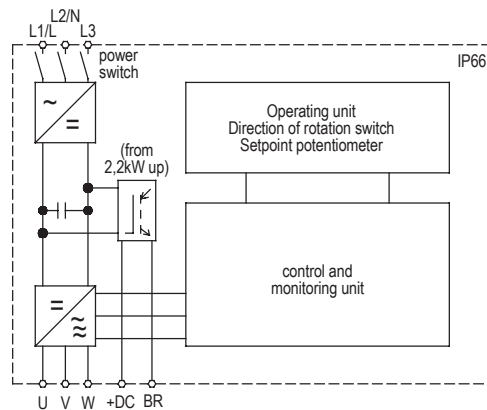 L2/N
L1/L
L3
power
switch
IP66
~
=
Operating unit
Direction of rotation switch
Setpoint potentiometer
(from
2,2kW up)
control and
monitoring unit
=
≈
U V W +DC BR